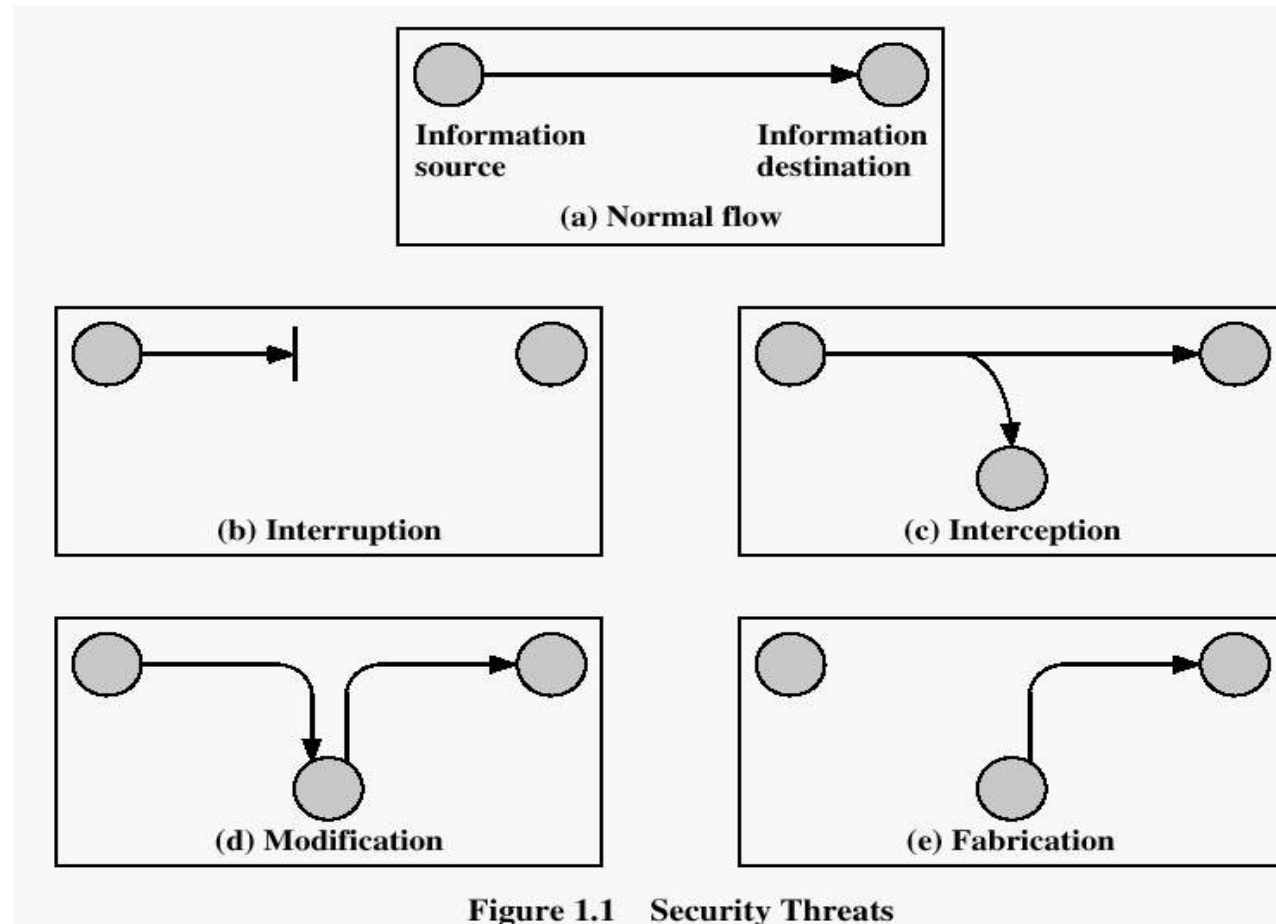 Information source
Information destination
(a) Normal flow
(b) Interruption
(c) Interception
(d) Modification
(e) Fabrication
Figure 1.1 Security Threats